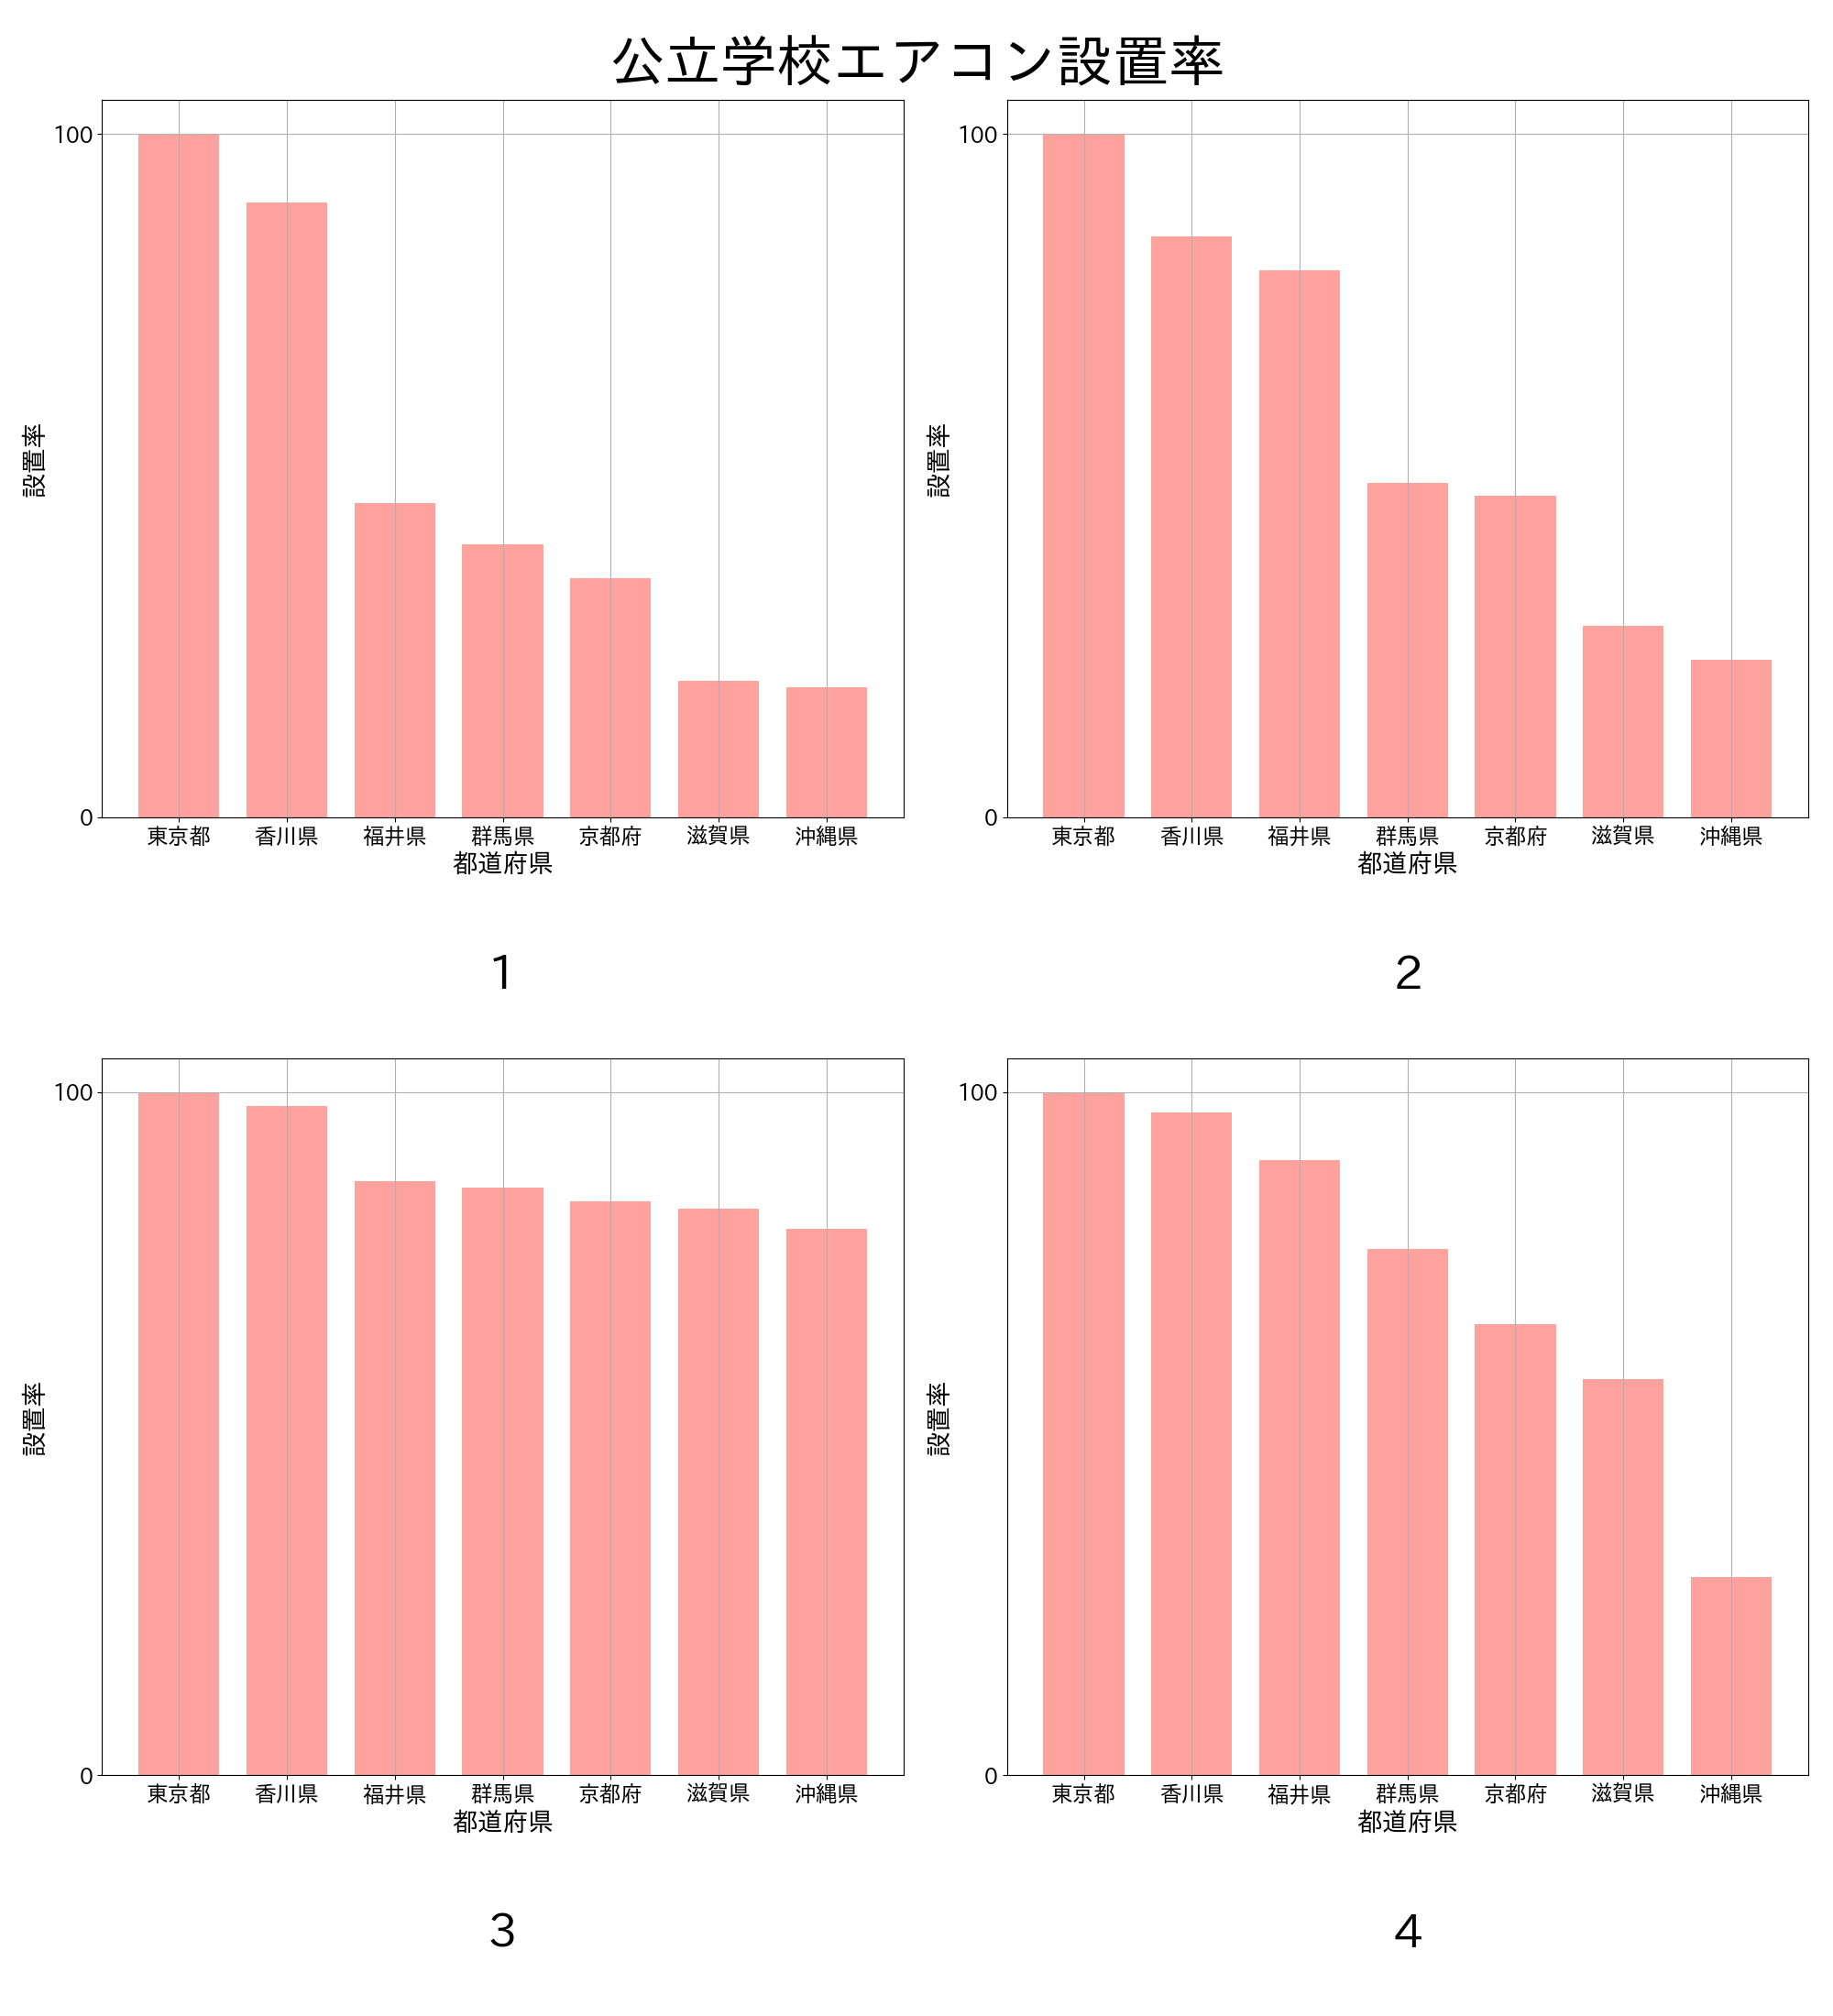 公立学校エアコン設置率
100
0
設置率
東京都 香川県 福井県 群馬県 京都府 滋賀県 沖縄県
都道府県
1
100
0
設置率
東京都 香川県 福井県 群馬県 京都府 滋賀県 沖縄県
都道府県
2
100
0
設置率
東京都 香川県 福井県 群馬県 京都府 滋賀県 沖縄県
都道府県
3
100
0
設置率
東京都 香川県 福井県 群馬県 京都府 滋賀県 沖縄県
都道府県
4